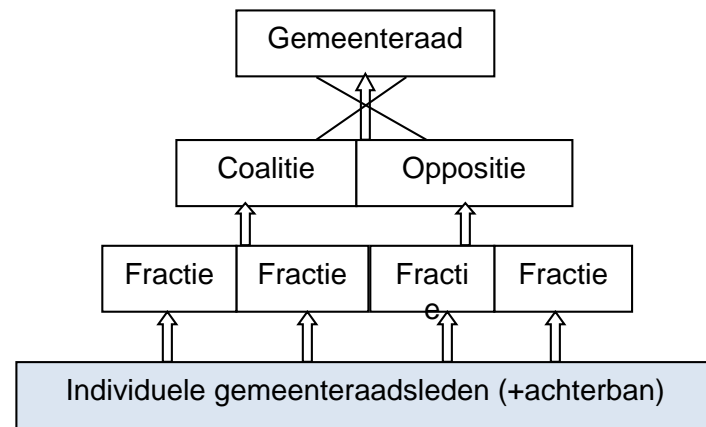 Gemeenteraad
Coalitie Oppositie
Fractie Fractie Fracti Fractie
e
Individuele gemeenteraadsleden (+achterban)